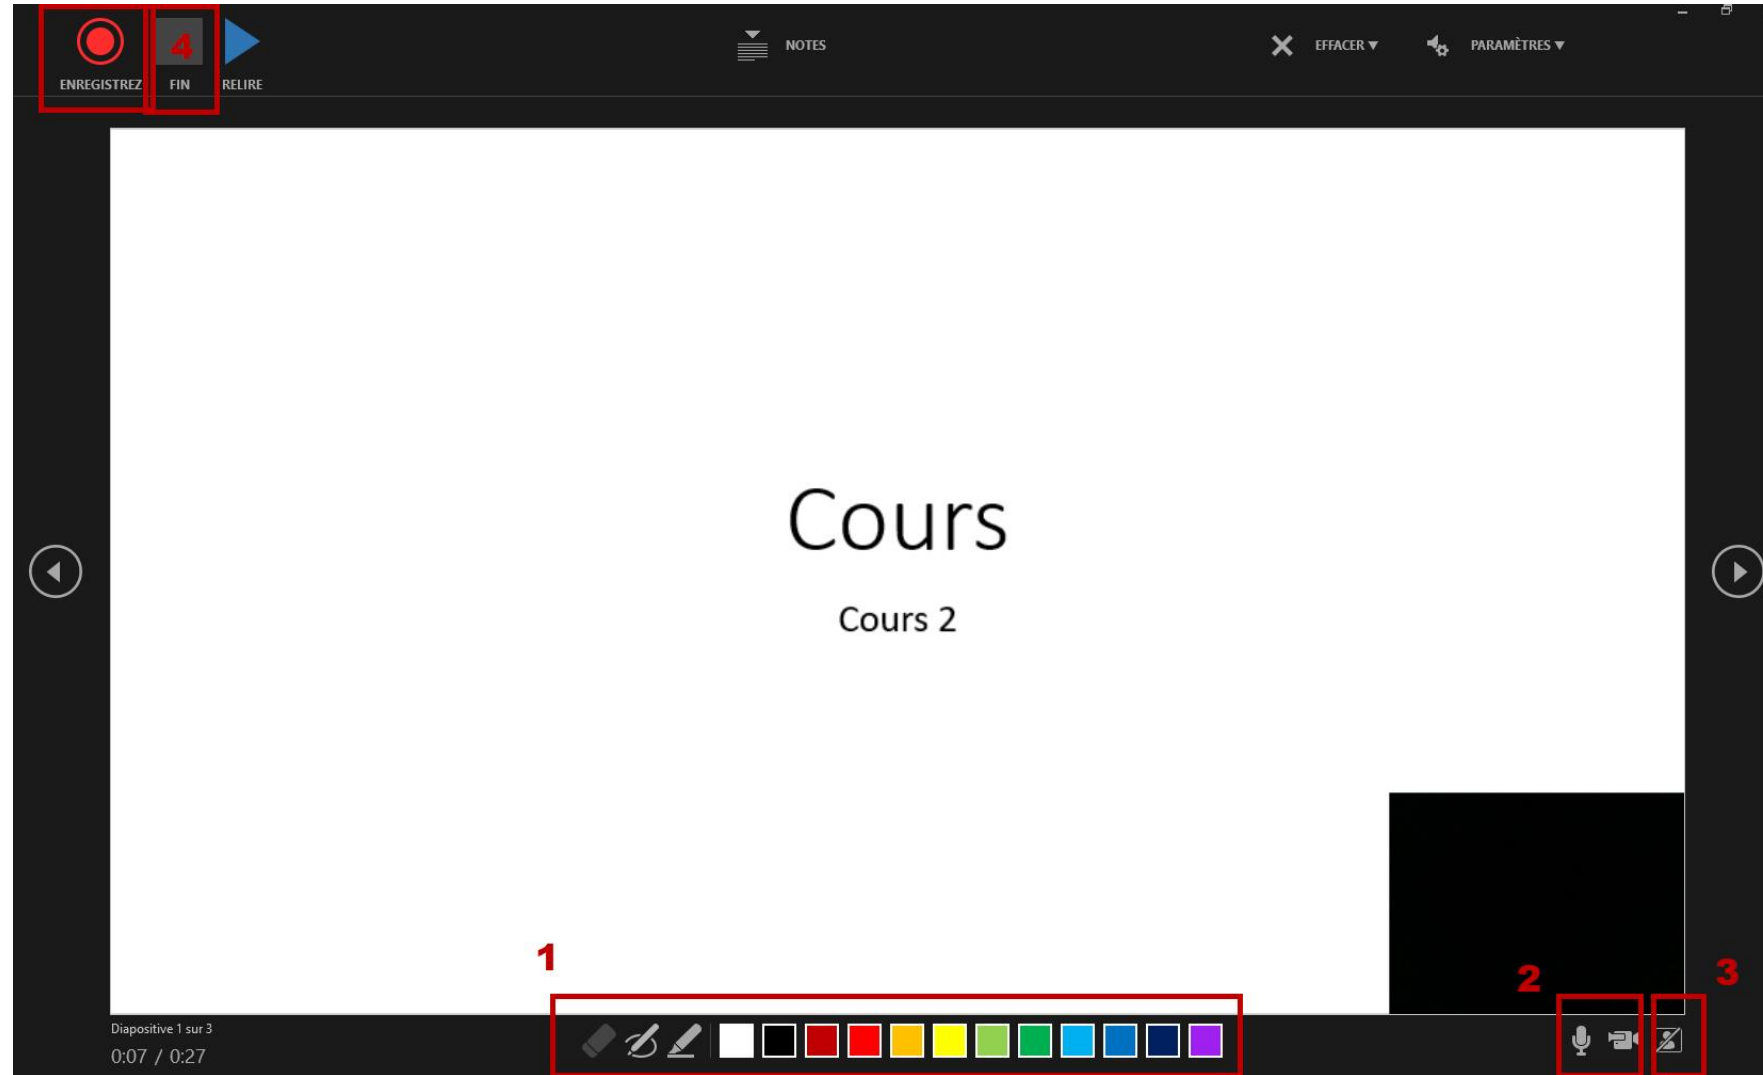 4
ENREGISTREZ FIN RELIRE
NOTES
EFFACER
PARAMÈTRES
Cours
Cours 2
1
2
3
Diapositive 1 sur 3
0:07 / 0:27